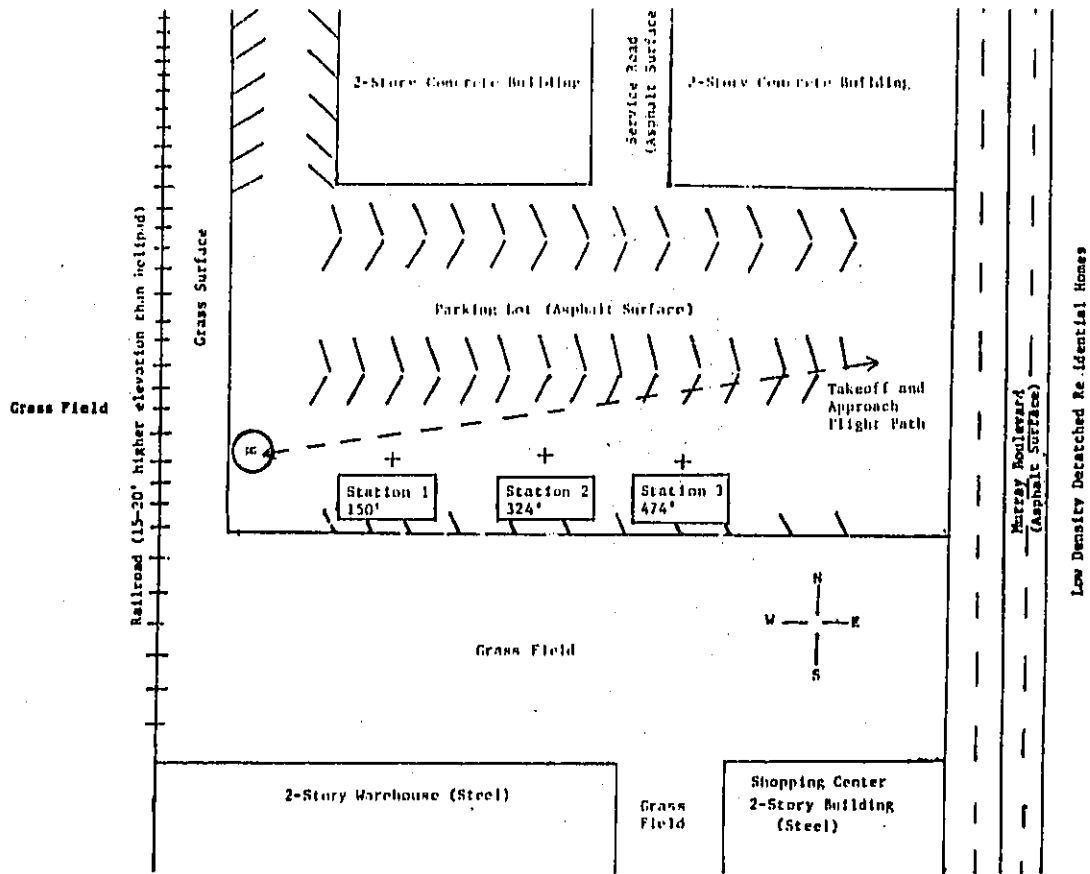 2-Story Concrete Building
Service Road
(Asphalt Surface)
2-Story Concrete Building
Grass Surface
Railroad (15-20' higher elevation than helipad)
Parking Lot (Asphalt Surface)
Grass Field
Takeoff and
Approach
Flight Path
Station 1
150'
Station 2
324'
Station 3
474'
Murray Boulevard
(Asphalt Surface)
Low Density Detatched Residential Homes
N
W
E
S
Grass Field
2-Story Warehouse (Steel)
Grass
Field
Shopping Center
2-Story Building
(Steel)